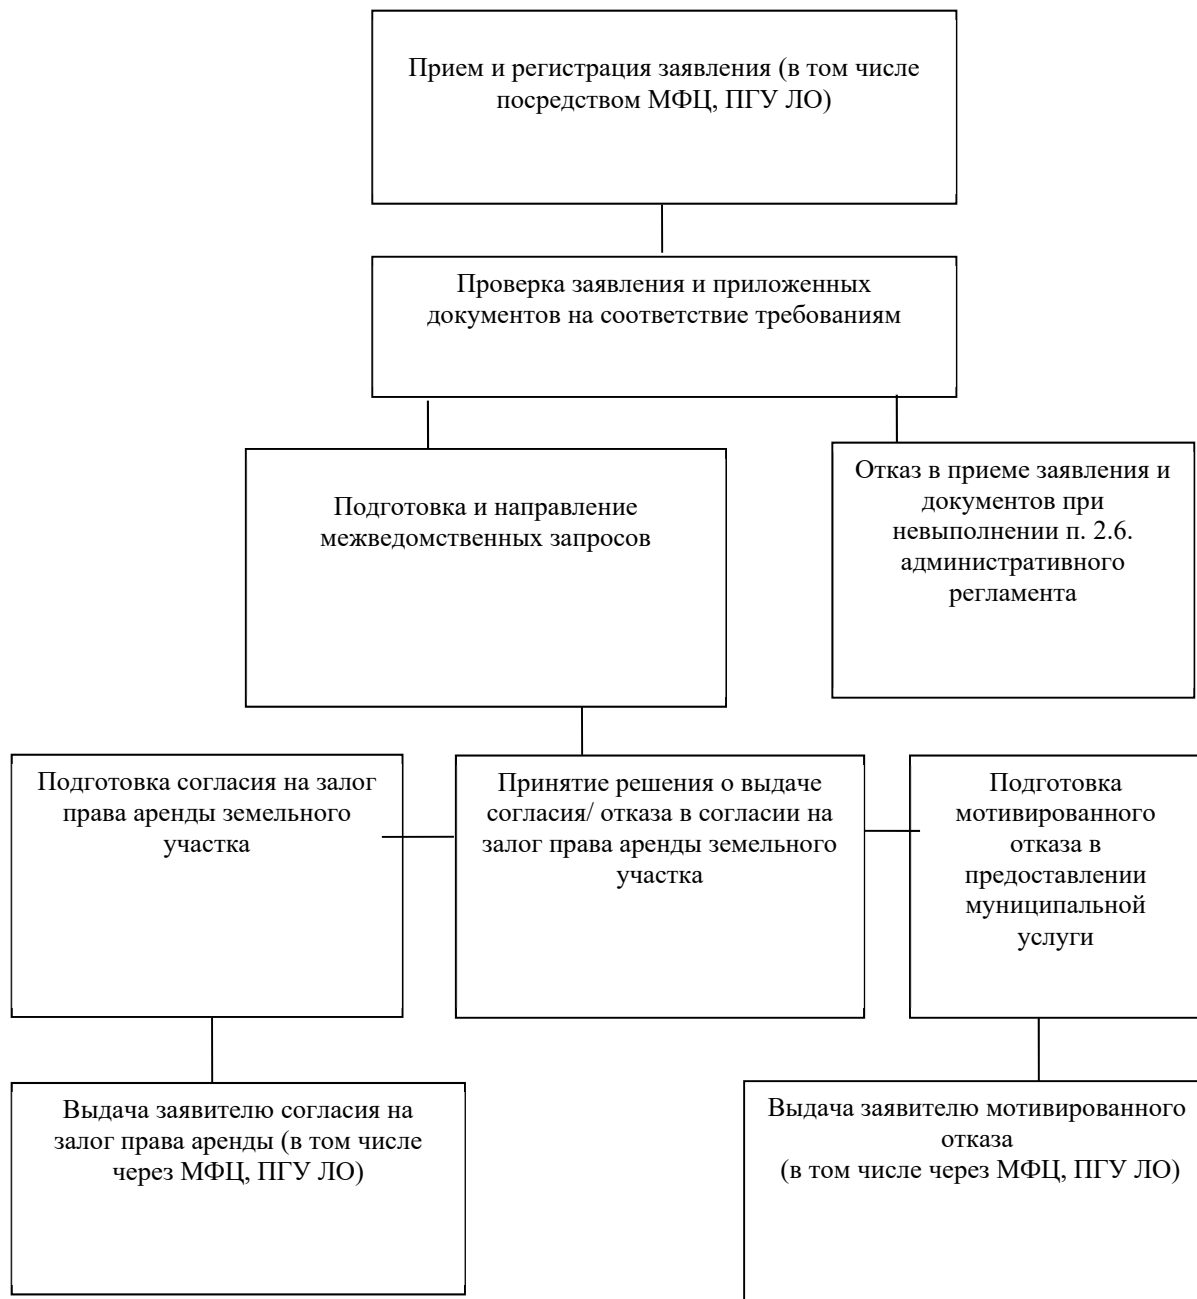 Прием и регистрация заявления (в том числе
посредством МФЦ, ПГУ ЛО)
Проверка заявления и приложенных
документов на соответствие требованиям
Подготовка и направление
межведомственных запросов
Отказ в приеме заявления и
документов при
невыполнении п. 2.6.
административного
регламента
Подготовка согласия на залог
права аренды земельного
участка
Принятие решения о выдаче
согласия/ отказа в согласии на
залог права аренды земельного
участка
Подготовка
мотивированного
отказа в
предоставлении
муниципальной
услуги
Выдача заявителю согласия на
залог права аренды (в том числе
через МФЦ, ПГУ ЛО)
Выдача заявителю мотивированного
отказа
(в том числе через МФЦ, ПГУ ЛО)